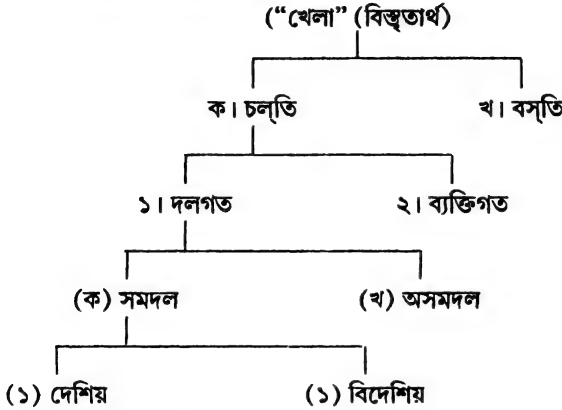 (“খেলা” (বিস্তৃতার্থ)
ক। চল্‌তি খ। বস্‌তি
১। দলগত ২। ব্যক্তিগত
(ক) সমদল (খ) অসমদল
(১) দেশিয় (১) বিদেশিয়